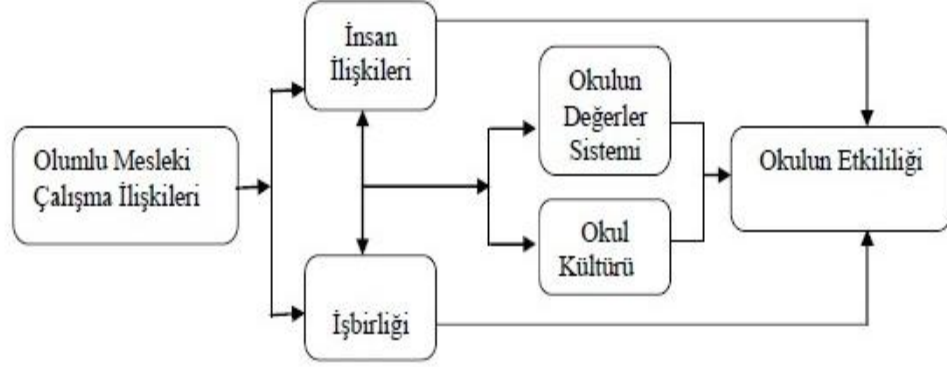 Olumlu Mesleki
Çalışma İlişkileri
İnsan
İlişkileri
İşbirliği
Okulun
Değerler
Sistemi
Okul
Kültürü
Okulun Etkililiği